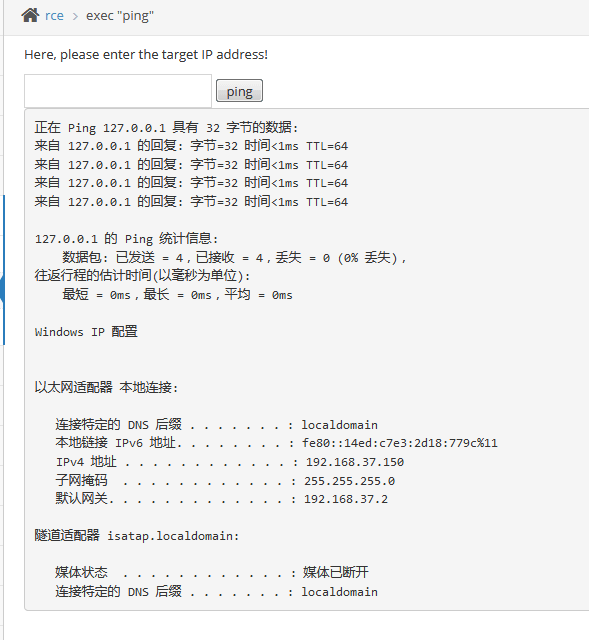 rce > exec "ping"
Here, please enter the target IP address!
ping
正在 Ping 127.0.0.1 具有 32 字节的数据:
来自 127.0.0.1 的回复: 字节=32 时间<1ms TTL=64
来自 127.0.0.1 的回复: 字节=32 时间<1ms TTL=64
来自 127.0.0.1 的回复: 字节=32 时间<1ms TTL=64
来自 127.0.0.1 的回复: 字节=32 时间<1ms TTL=64
127.0.0.1 的 Ping 统计信息:
数据包: 已发送 = 4，已接收 = 4，丢失 = 0 (0% 丢失)，
往返行程的估计时间(以毫秒为单位):
最短 = 0ms，最长 = 0ms，平均 = 0ms
Windows IP 配置
以太网适配器 本地连接:
连接特定的 DNS 后缀 . . . . . . . : localdomain
本地链接 IPv6 地址. . . . . . . . : fe80::14ed:c7e3:2d18:779c%11
IPv4 地址 . . . . . . . . . . . . : 192.168.37.150
子网掩码  . . . . . . . . . . . . : 255.255.255.0
默认网关. . . . . . . . . . . . . : 192.168.37.2
隧道适配器 isatap.localdomain:
媒体状态  . . . . . . . . . . . . : 媒体已断开
连接特定的 DNS 后缀 . . . . . . . : localdomain